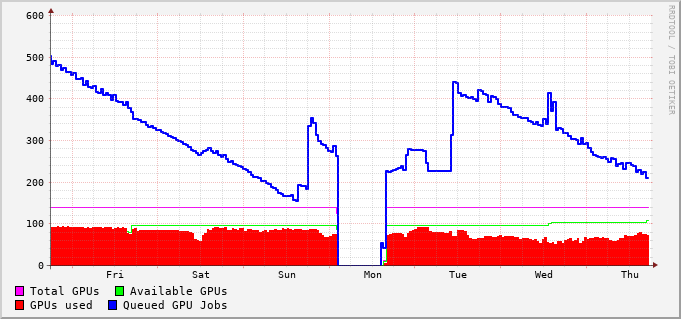 600
500
400
300
200
100
0
Fri Sat Sun Mon Tue Wed Thu
Total GPUs Available GPUs
GPUs used Queued GPU Jobs
RRDTOOL / TOBI OETIKER